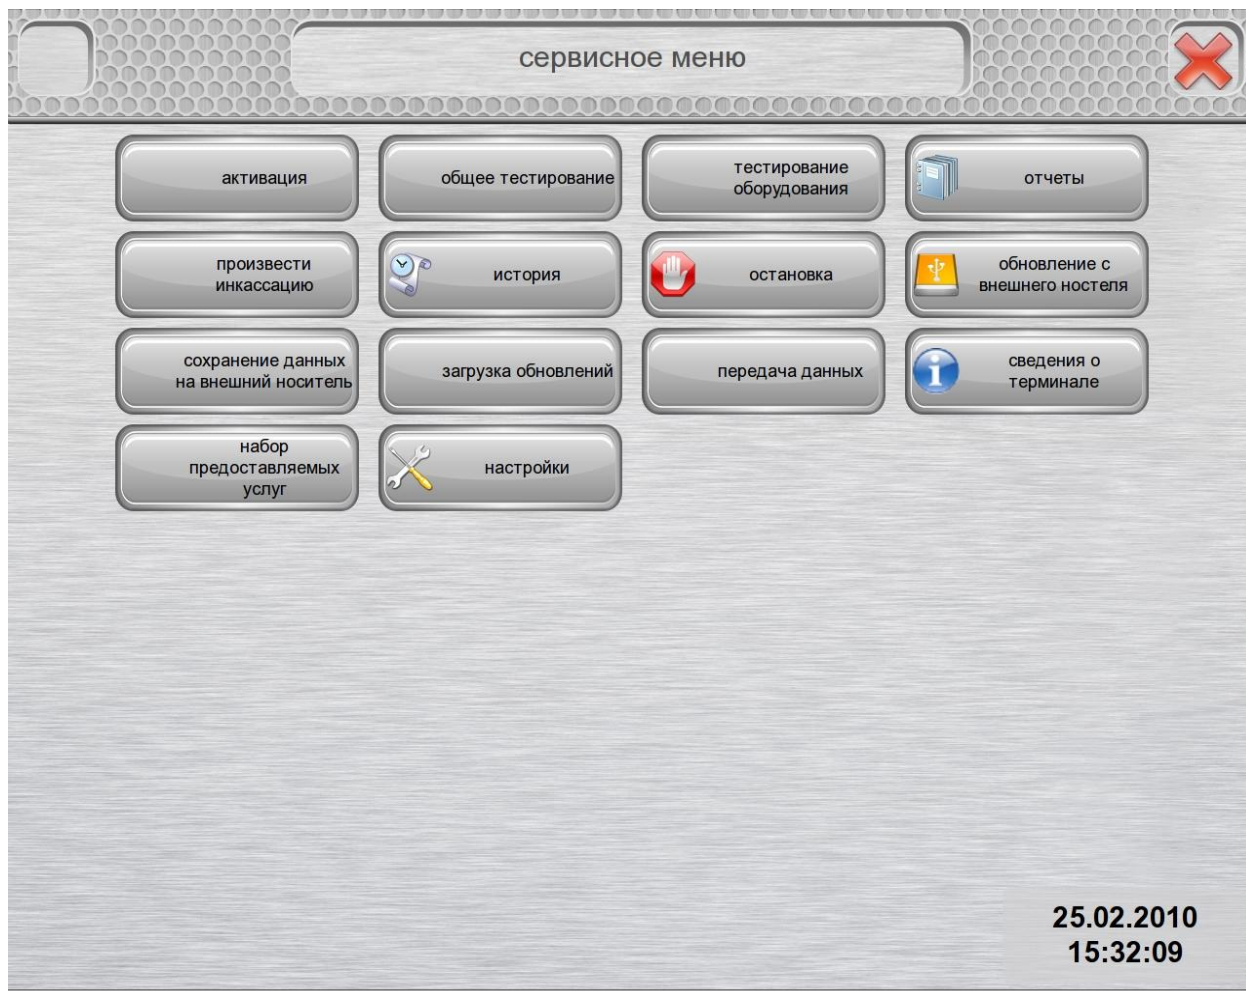 сервисное меню
активация
общее тестирование
тестирование
оборудования
отчеты
произвести
инкассацию
история
остановка
обновление с
внешнего ностеля
сохранение данных
на внешний носитель
загрузка обновлений
передача данных
сведения о
терминале
набор
предоставляемых
услуг
настройки
25.02.2010
15:32:09